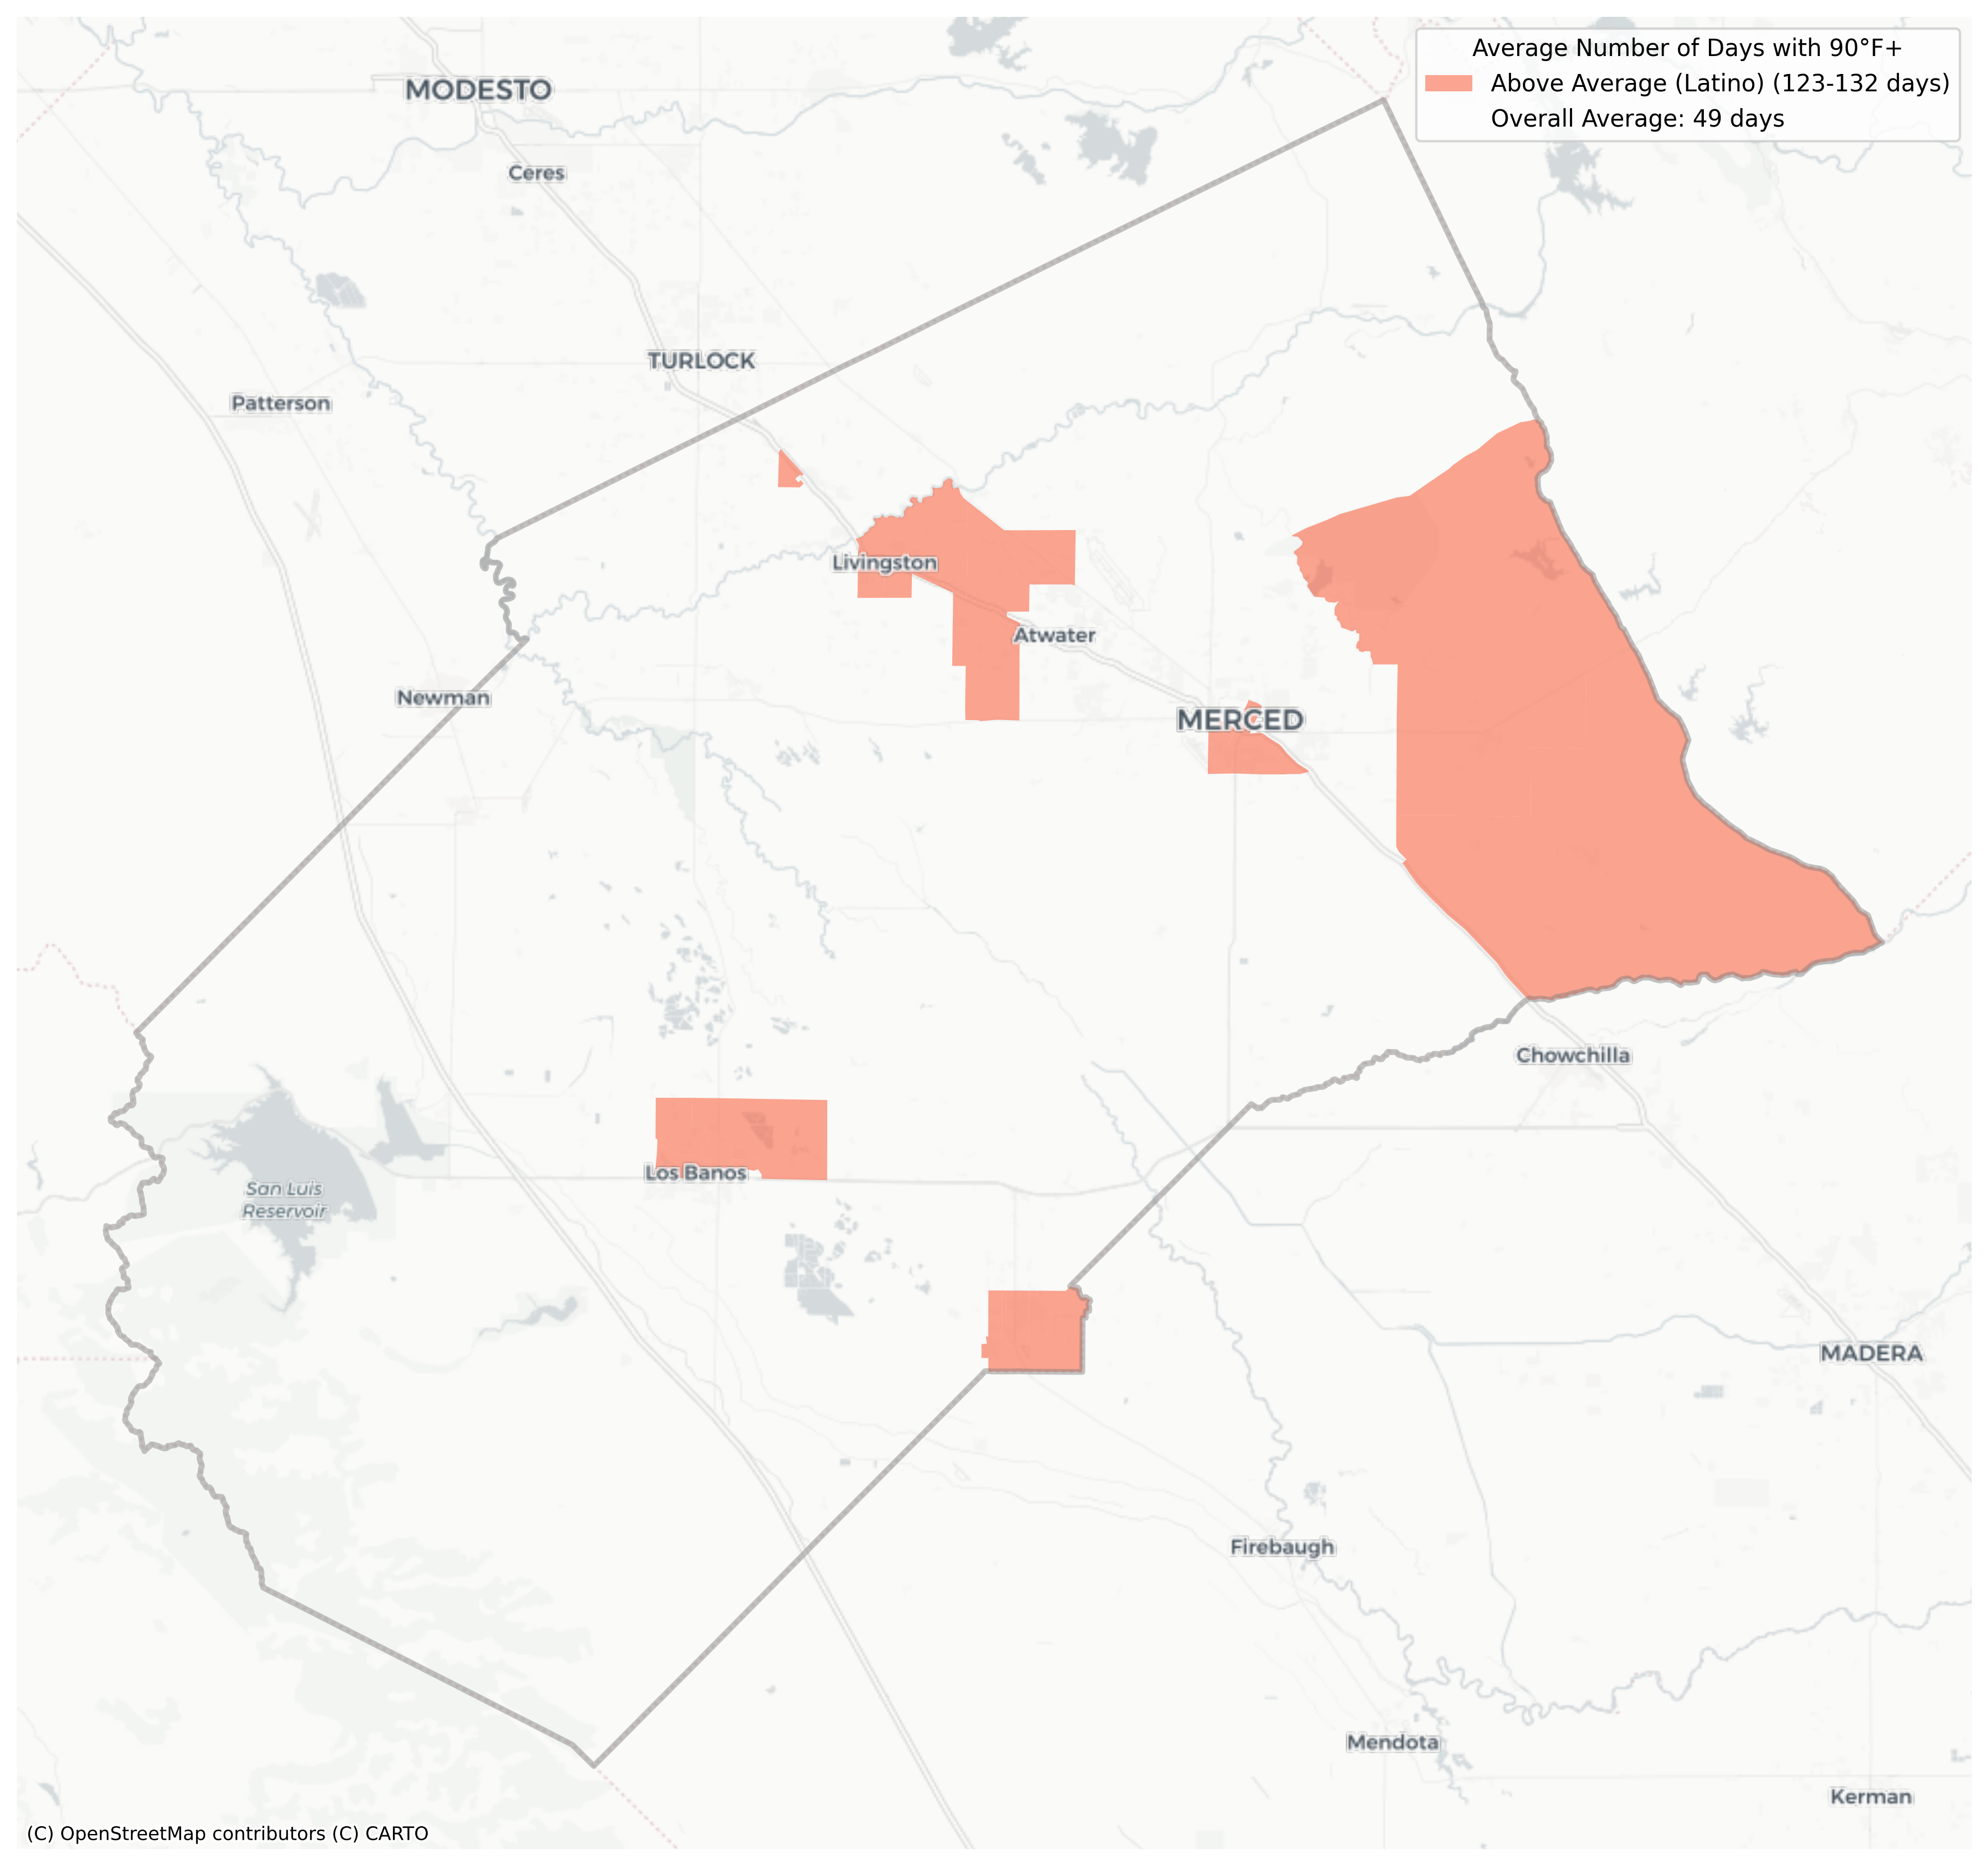 Average Number of Days with 90°F+
Above Average (Latino) (123-132 days)
Overall Average: 49 days
MODESTO
Ceres
TURLOCK
Patterson
Livingston
Atwater
Newman
MERCED
Chowchilla
Los Banos
San Luis
Reservoir
MADERA
Firebaugh
Mendota
Kerman
(C) OpenStreetMap contributors (C) CARTO